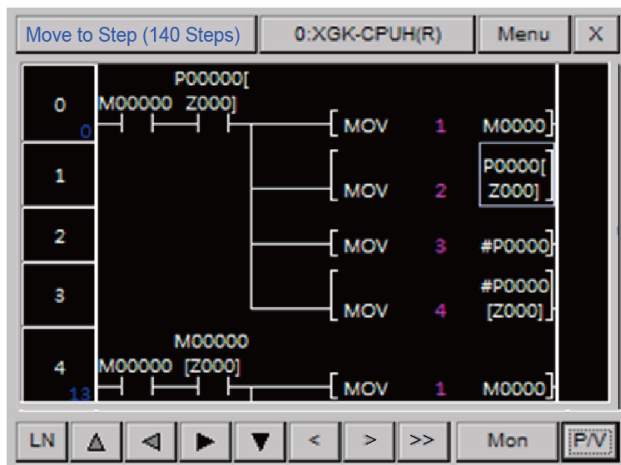 Move to Step (140 Steps) 0:XGK-CPUH(R) Menu X
P00000[
0 M00000 Z000]
0 MOV 1 M0000
P0000[
1 MOV 2 Z000]
2 MOV 3 #P0000
#P0000
3 MOV 4 [Z000]
M00000
4 M00000 [Z000]
13 MOV 1 M0000
LN < > >> Mon P/V